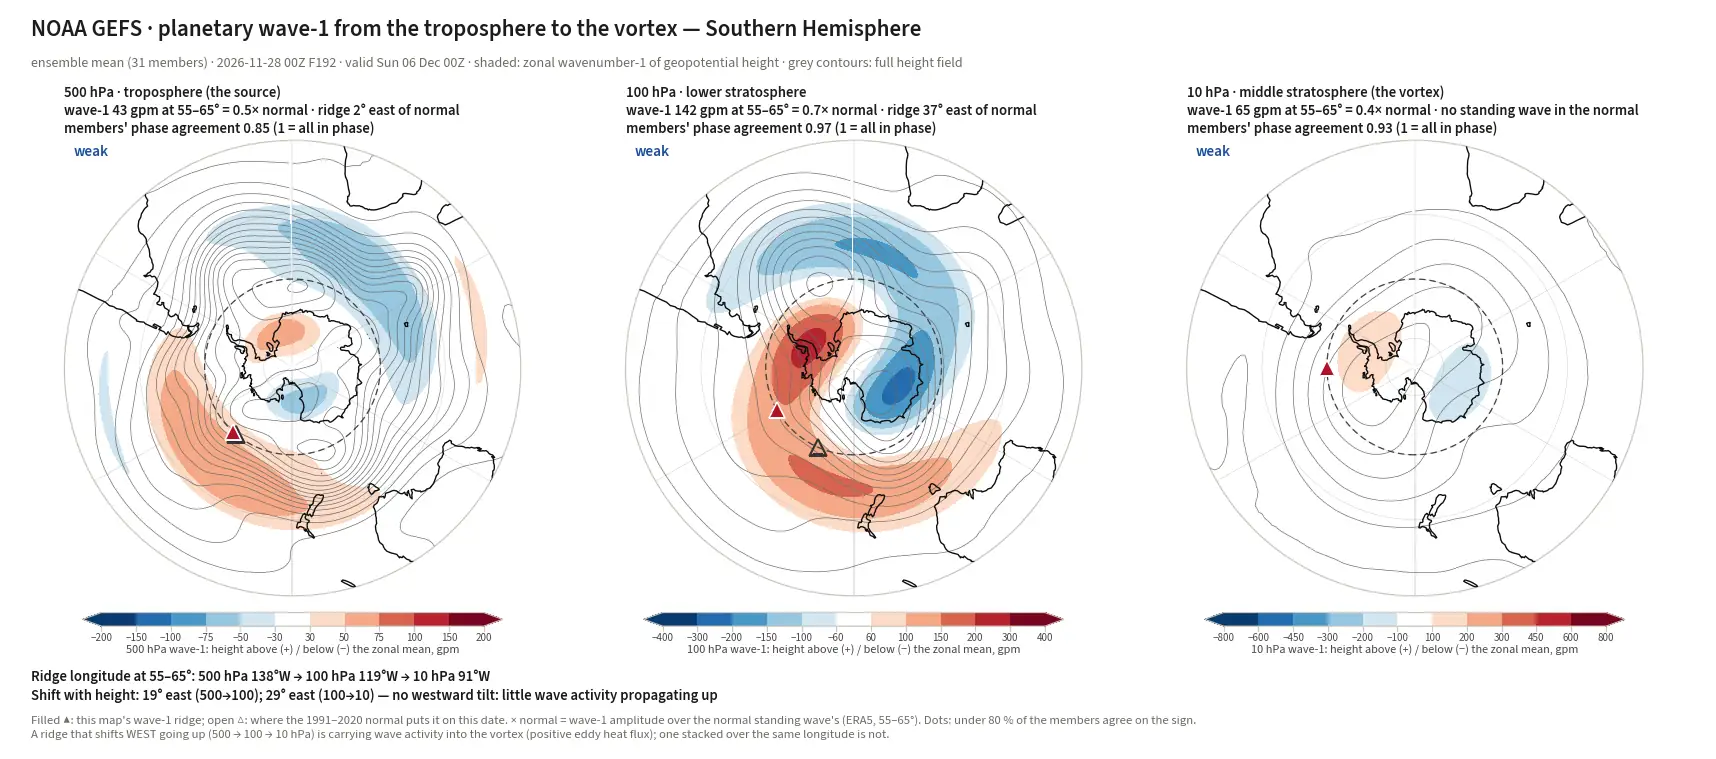 NOAA GEFS · planetary wave-1 from the troposphere to the vortex — Southern Hemisphere
ensemble mean (31 members) · 2026-11-28 00Z F192 · valid Sun 06 Dec 00Z · shaded: zonal wavenumber-1 of geopotential height · grey contours: full height field
500 hPa · troposphere (the source)
wave-1 43 gpm at 55–65° = 0.5× normal · ridge 2° east of normal
members' phase agreement 0.85 (1 = all in phase)
weak
100 hPa · lower stratosphere
wave-1 142 gpm at 55–65° = 0.7× normal · ridge 37° east of normal
members' phase agreement 0.97 (1 = all in phase)
weak
10 hPa · middle stratosphere (the vortex)
wave-1 65 gpm at 55–65° = 0.4× normal · no standing wave in the normal
members' phase agreement 0.93 (1 = all in phase)
weak
−200 −150 −100 −75 −50 −30 30 50 75 100 150 200
500 hPa wave-1: height above (+) / below (−) the zonal mean, gpm
−400 −300 −200 −150 −100 −60 60 100 150 200 300 400
100 hPa wave-1: height above (+) / below (−) the zonal mean, gpm
−800 −600 −450 −300 −200 −100 100 200 300 450 600 800
10 hPa wave-1: height above (+) / below (−) the zonal mean, gpm
Ridge longitude at 55–65°: 500 hPa 138°W → 100 hPa 119°W → 10 hPa 91°W
Shift with height: 19° east (500→100); 29° east (100→10) — no westward tilt: little wave activity propagating up
Filled ▲: this map's wave-1 ridge; open △: where the 1991–2020 normal puts it on this date. × normal = wave-1 amplitude over the normal standing wave's (ERA5, 55–65°). Dots: under 80 % of the members agree on the sign.
A ridge that shifts WEST going up (500 → 100 → 10 hPa) is carrying wave activity into the vortex (positive eddy heat flux); one stacked over the same longitude is not.